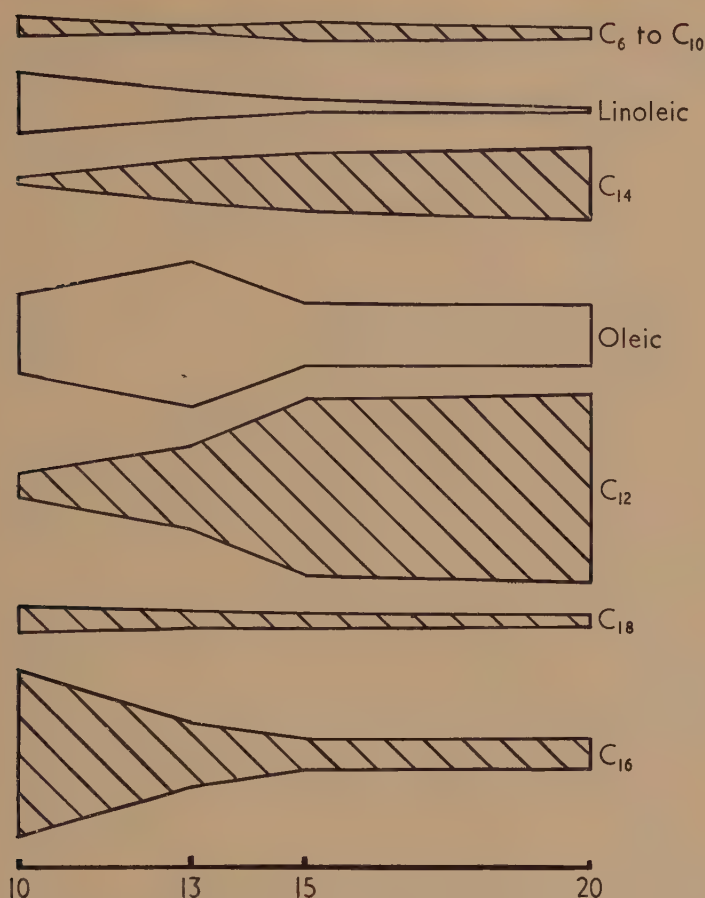 C₆ to C₁₀
Linoleic
C₁₄
Oleic
C₁₂
C₁₈
C₁₆
10 13 15 20